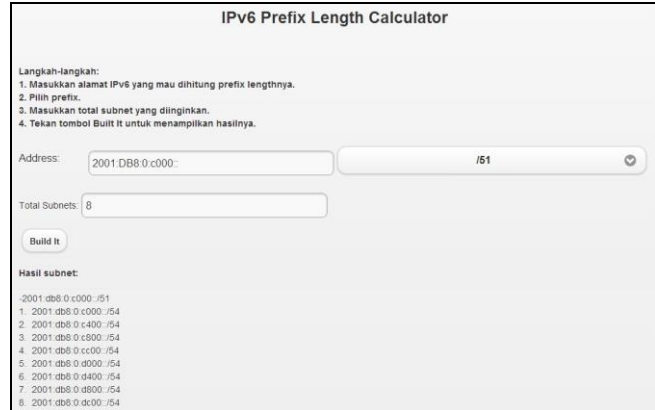 IPv6 Prefix Length Calculator
Langkah-langkah:
1. Masukkan alamat IPv6 yang mau dihitung prefix lengthnya.
2. Pilih prefix.
3. Masukkan total subnet yang diinginkan.
4. Tekan tombol Built It untuk menampilkan hasilnya.
Address: 2001:DB8:0:c000:: /51
Total Subnets: 8
Build It
Hasil subnet:
-2001:db8:0:c000::/51
1. 2001:db8:0:c000::/54
2. 2001:db8:0:c400::/54
3. 2001:db8:0:c800::/54
4. 2001:db8:0:cc00::/54
5. 2001:db8:0:d000::/54
6. 2001:db8:0:d400::/54
7. 2001:db8:0:d800::/54
8. 2001:db8:0:dc00::/54